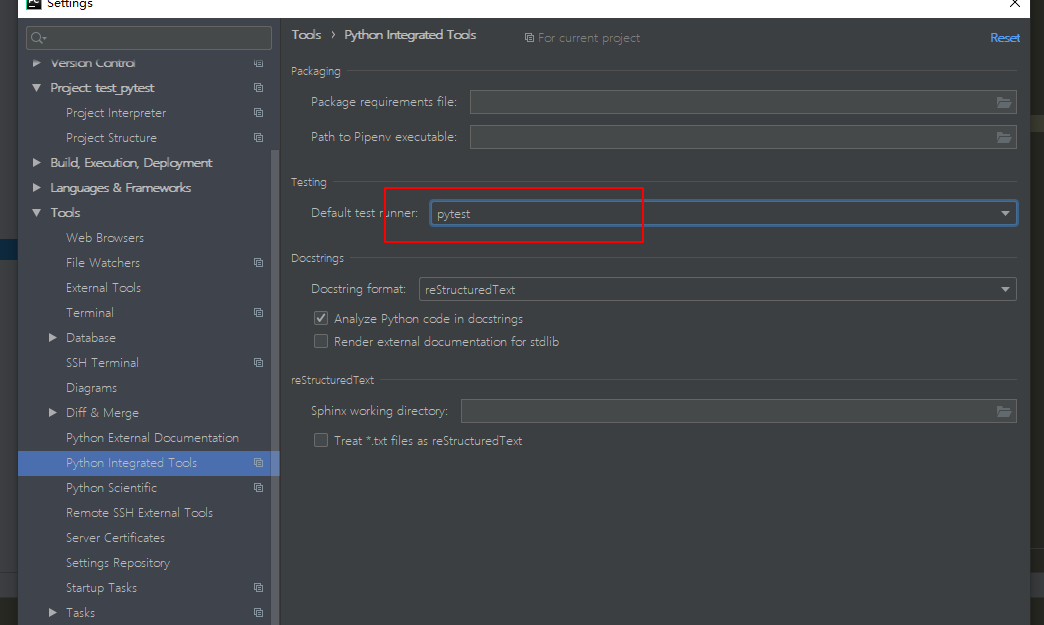 PC Settings
Version Control
Project: test_pytest
Project Interpreter
Project Structure
Build, Execution, Deployment
Languages & Frameworks
Tools
Web Browsers
File Watchers
External Tools
Terminal
Database
SSH Terminal
Diagrams
Diff & Merge
Python External Documentation
Python Integrated Tools
Python Scientific
Remote SSH External Tools
Server Certificates
Settings Repository
Startup Tasks
Tasks
Tools › Python Integrated Tools For current project Reset
Packaging
Package requirements file:
Path to Pipenv executable:
Testing
Default test runner: pytest
Docstrings
Docstring format: reStructuredText
Analyze Python code in docstrings
Render external documentation for stdlib
reStructuredText
Sphinx working directory:
Treat *.txt files as reStructuredText